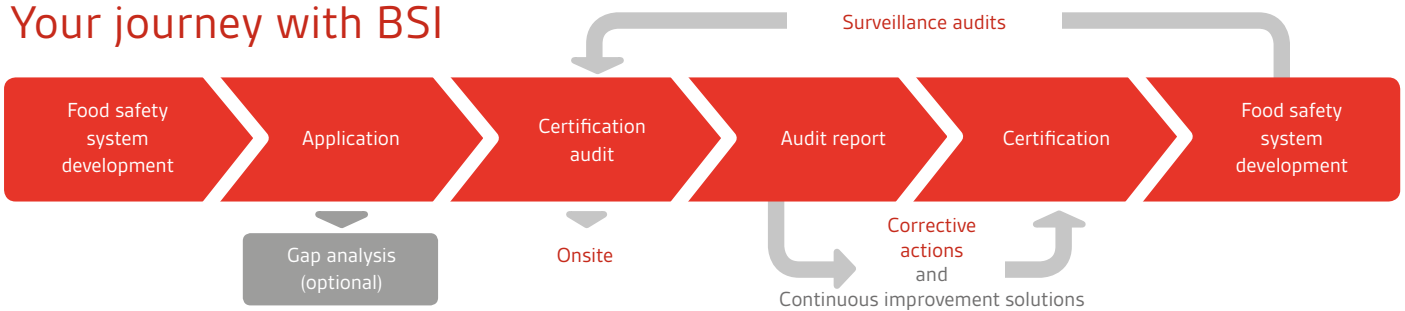 Your journey with BSI
Surveillance audits
Food safety
system
development
Application
Certification
audit
Audit report
Certification
Food safety
system
development
Gap analysis
(optional)
Onsite
Corrective
actions
and
Continuous improvement solutions